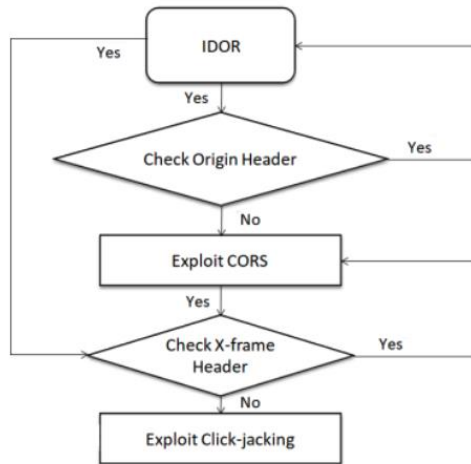 IDOR
Yes
Yes
Check Origin Header
Yes
No
Exploit CORS
Yes
Check X-frame
Header
Yes
No
Exploit Click-jacking